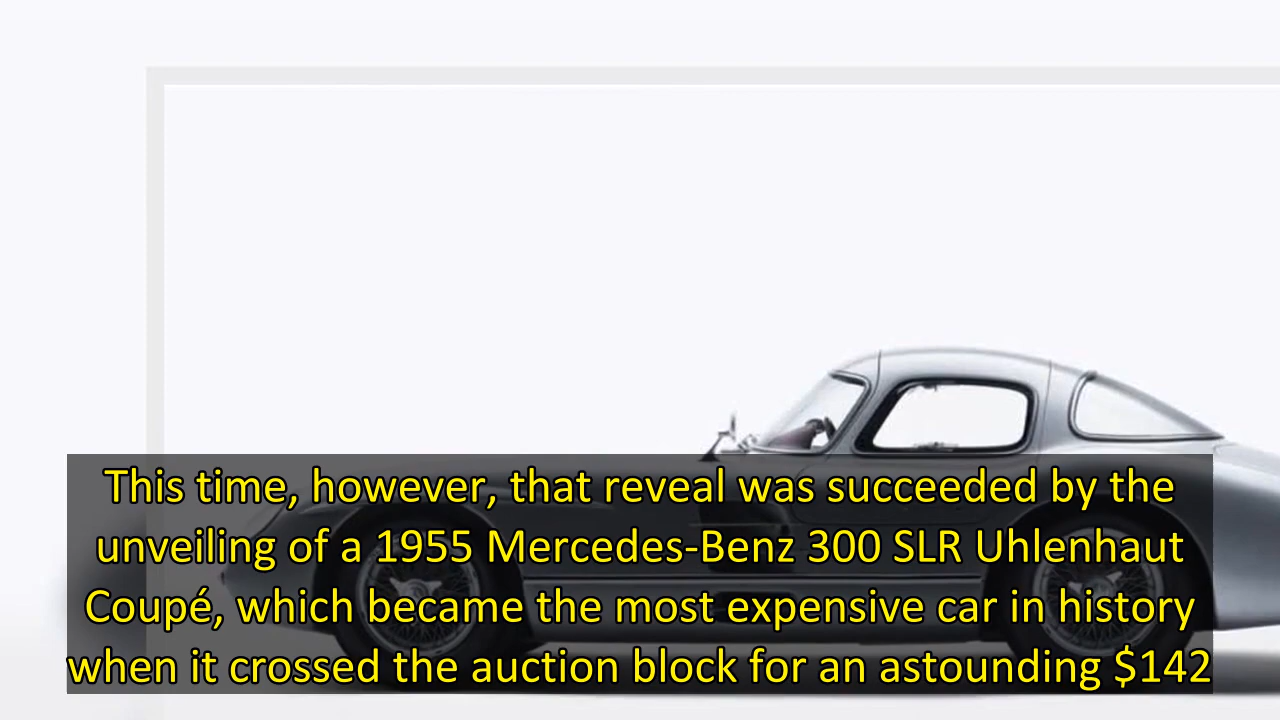 This time, however, that reveal was succeeded by the
unveiling of a 1955 Mercedes-Benz 300 SLR Uhlenhaut
Coupé, which became the most expensive car in history
when it crossed the auction block for an astounding $142